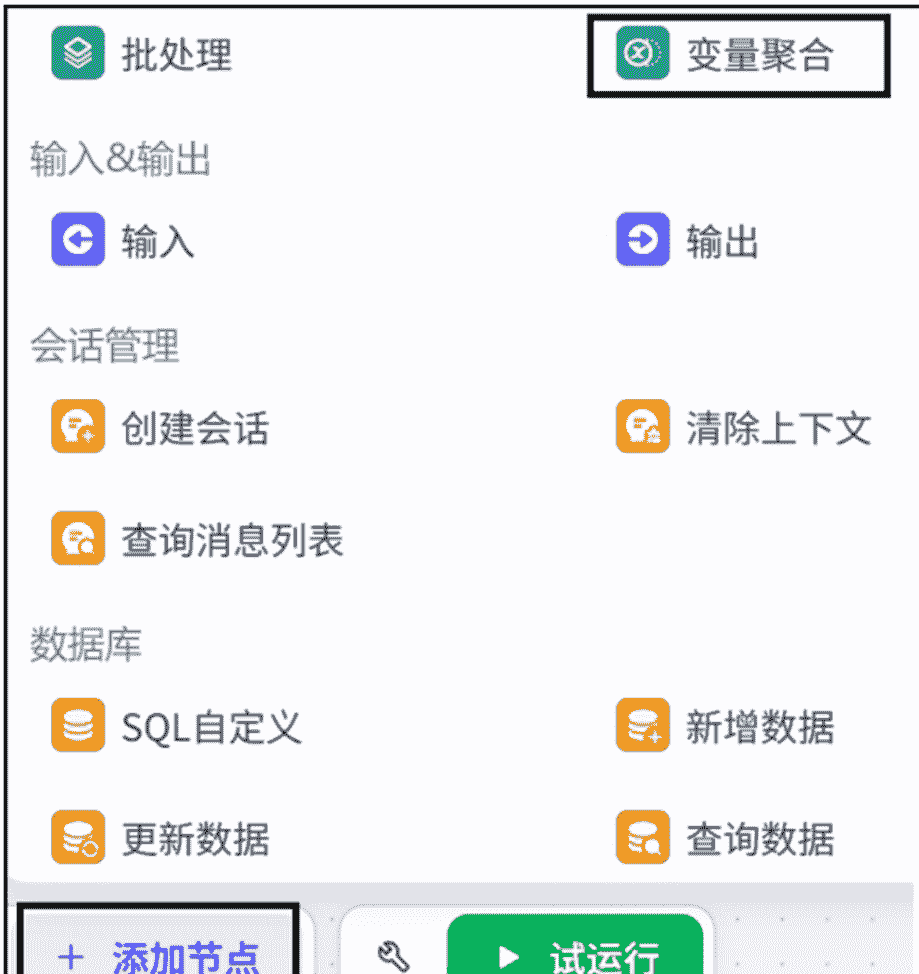 批处理 变量聚合
输入&输出
输入 输出
会话管理
创建会话 清除上下文
查询消息列表
数据库
SQL自定义 新增数据
更新数据 查询数据
+ 添加节点 试运行